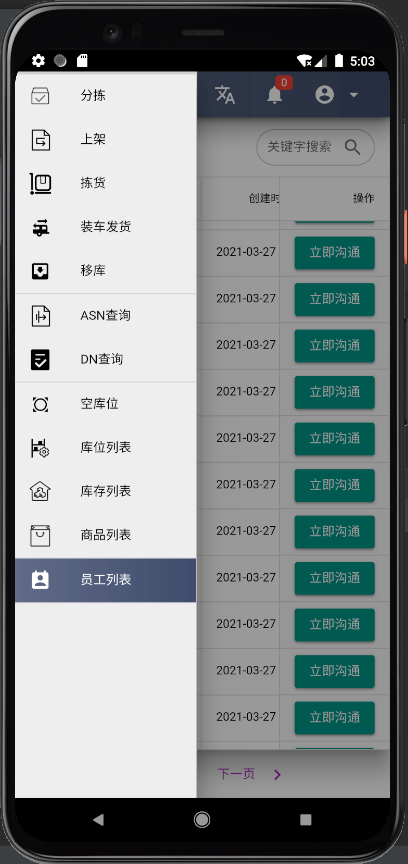 5:03
0
分拣
上架
拣货
装车发货
移库
ASN查询
DN查询
空库位
库位列表
库存列表
商品列表
员工列表
关键字搜索
创建时 操作
2021-03-27 立即沟通
2021-03-27 立即沟通
2021-03-27 立即沟通
2021-03-27 立即沟通
2021-03-27 立即沟通
2021-03-27 立即沟通
2021-03-27 立即沟通
2021-03-27 立即沟通
2021-03-27 立即沟通
2021-03-27 立即沟通
2021-03-27 立即沟通
下一页